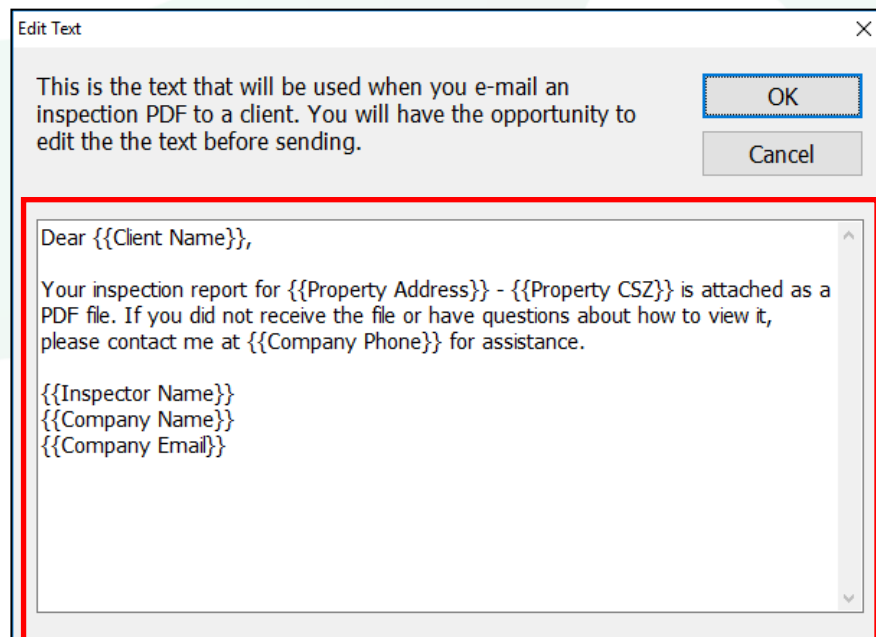 Edit Text
This is the text that will be used when you e-mail an
inspection PDF to a client. You will have the opportunity to
edit the the text before sending.
OK
Cancel
Dear {{Client Name}},
Your inspection report for {{Property Address}} - {{Property CSZ}} is attached as a
PDF file. If you did not receive the file or have questions about how to view it,
please contact me at {{Company Phone}} for assistance.
{{Inspector Name}}
{{Company Name}}
{{Company Email}}